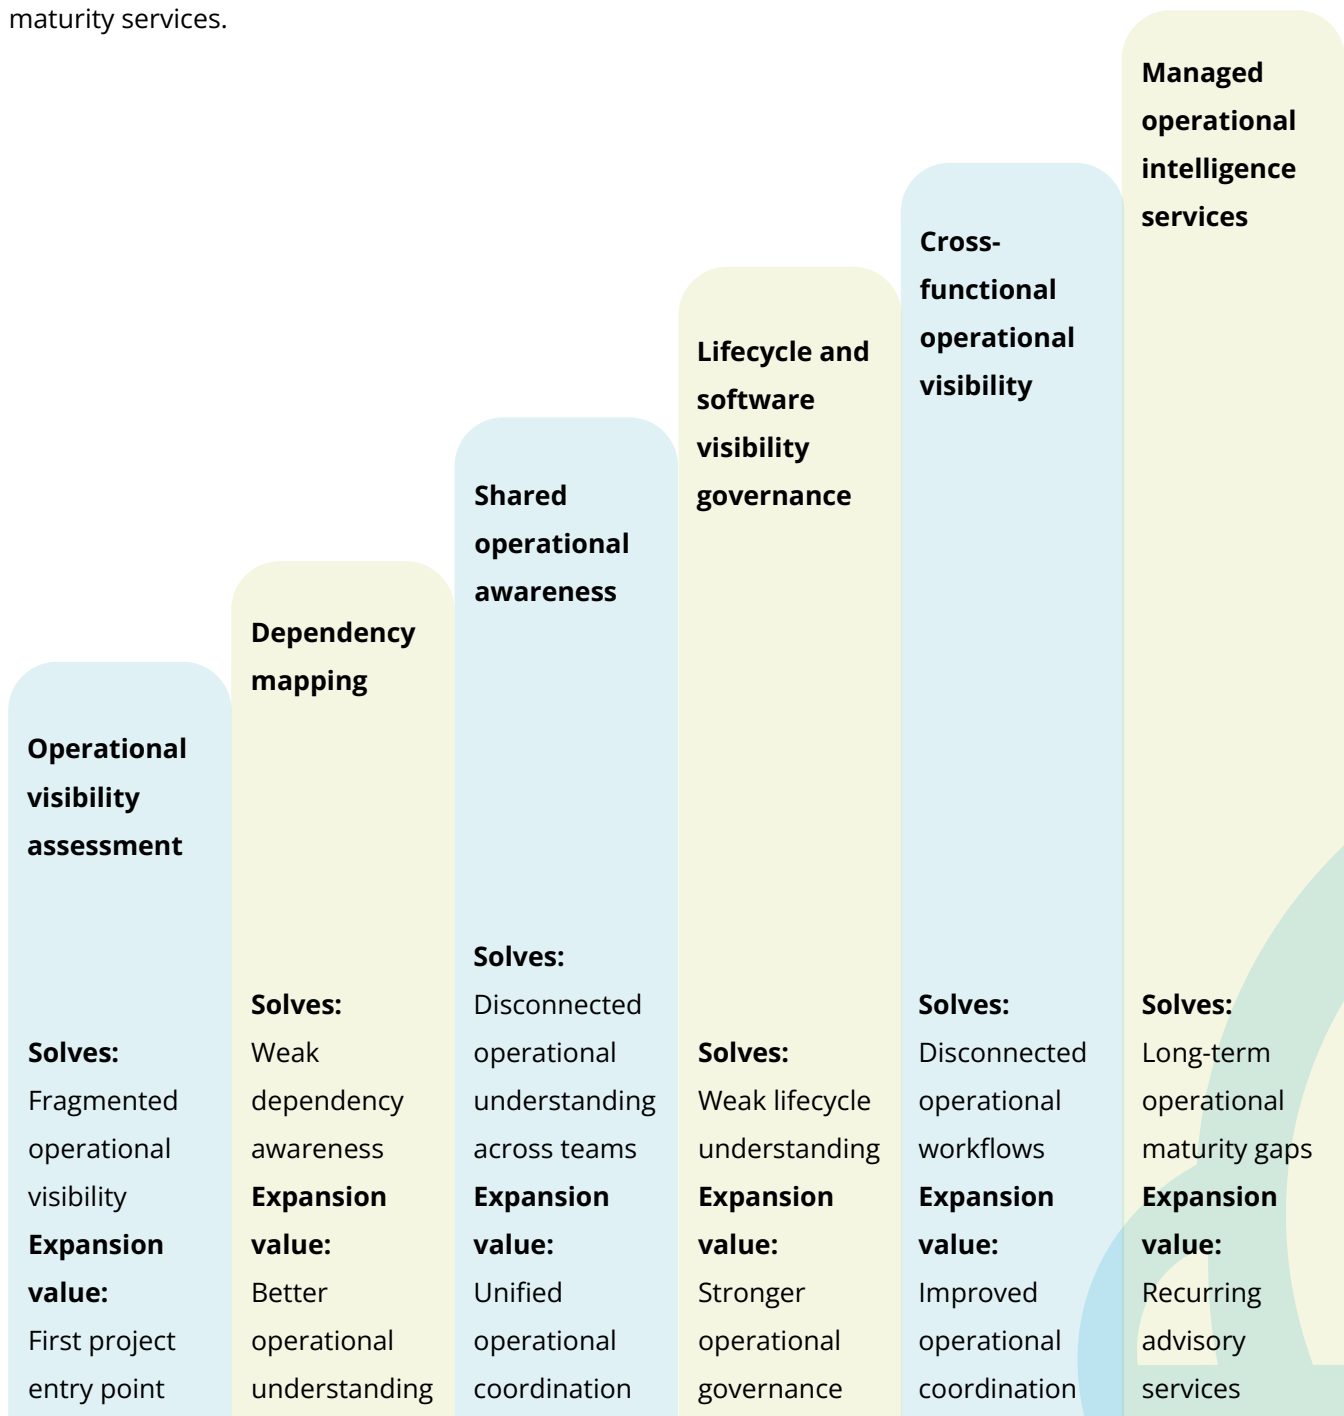 maturity services.
Operational
visibility
assessment
Solves:
Fragmented
operational
visibility
Expansion
value:
First project
entry point
Dependency
mapping
Solves:
Weak
dependency
awareness
Expansion
value:
Better
operational
understanding
Shared
operational
awareness
Solves:
Disconnected
operational
understanding
across teams
Expansion
value:
Unified
operational
coordination
Lifecycle and
software
visibility
governance
Solves:
Weak lifecycle
understanding
Expansion
value:
Stronger
operational
governance
Cross-
functional
operational
visibility
Solves:
Disconnected
operational
workflows
Expansion
value:
Improved
operational
coordination
Managed
operational
intelligence
services
Solves:
Long-term
operational
maturity gaps
Expansion
value:
Recurring
advisory
services